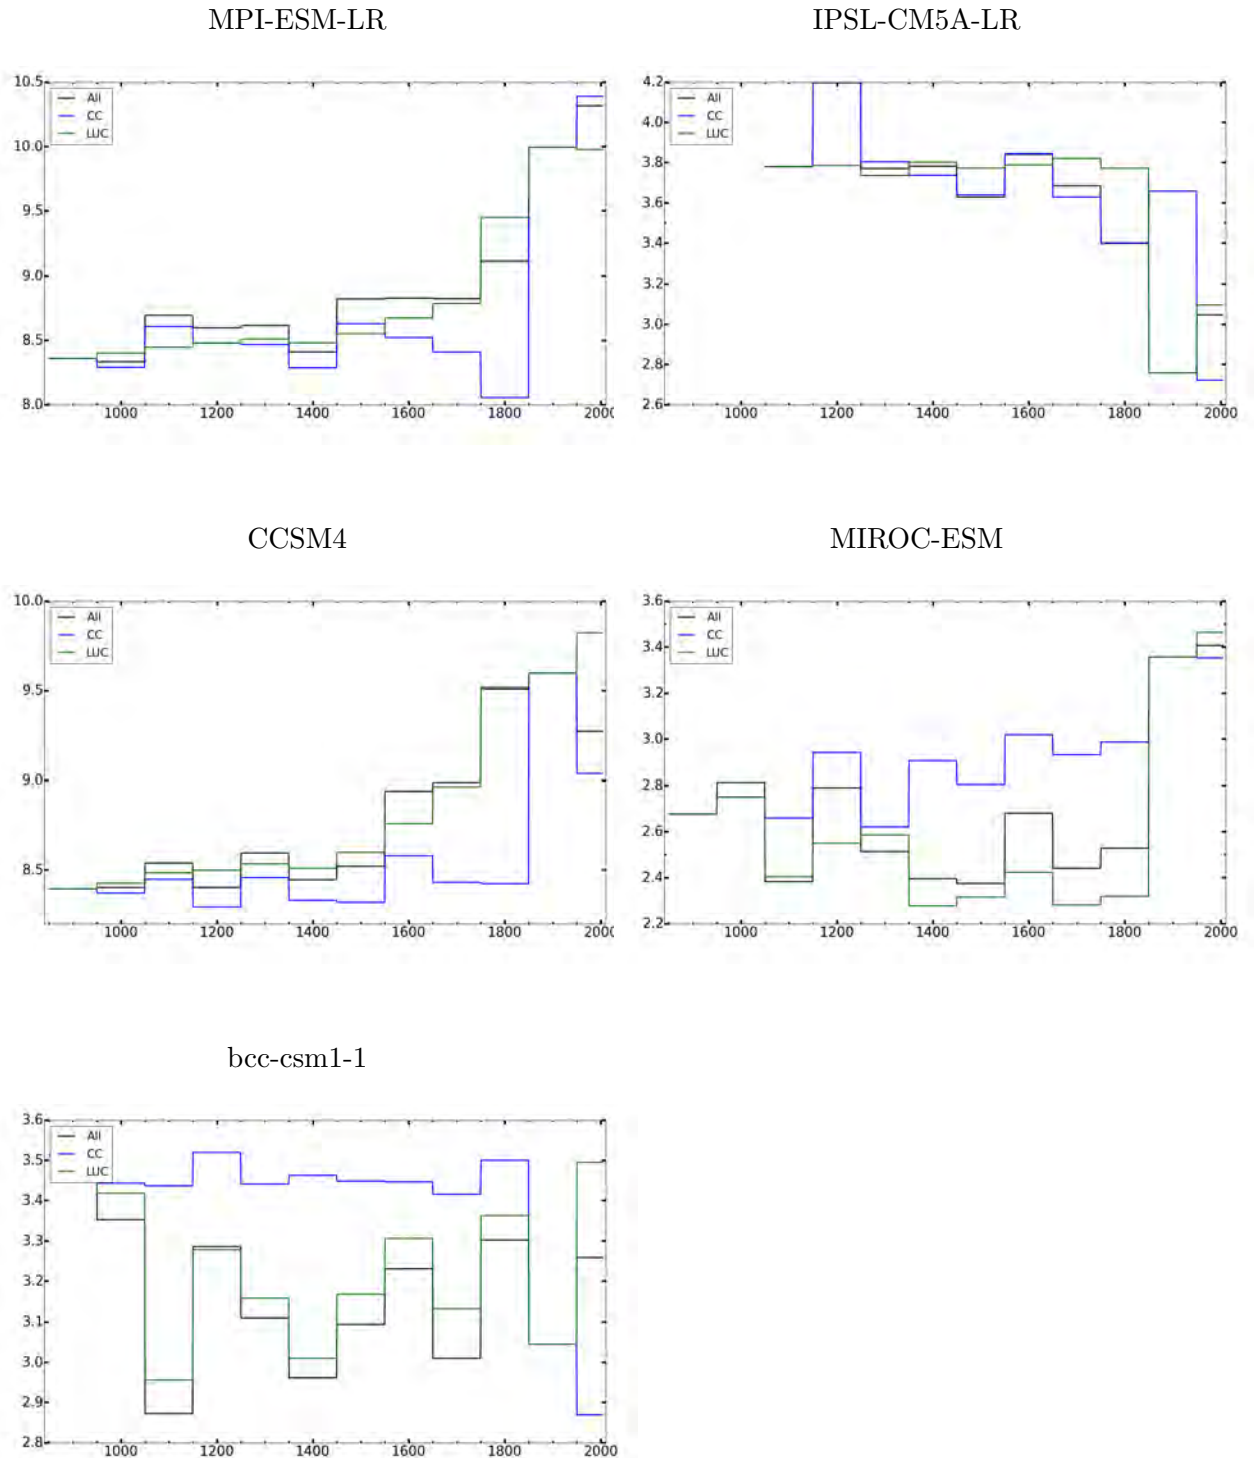 MPI-ESM-LR
IPSL-CM5A-LR
10.5
10.0
9.5
9.0
8.5
8.0
All
CC
LUC
1000 1200 1400 1600 1800 2000
4.2
4.0
3.8
3.6
3.4
3.2
3.0
2.8
2.6
All
CC
LUC
1000 1200 1400 1600 1800 2000
CCSM4
MIROC-ESM
10.0
9.5
9.0
8.5
All
CC
LUC
1000 1200 1400 1600 1800 2000
3.6
3.4
3.2
3.0
2.8
2.6
2.4
2.2
All
CC
LUC
1000 1200 1400 1600 1800 2000
bcc-csm1-1
3.6
3.5
3.4
3.3
3.2
3.1
3.0
2.9
2.8
All
CC
LUC
1000 1200 1400 1600 1800 2000